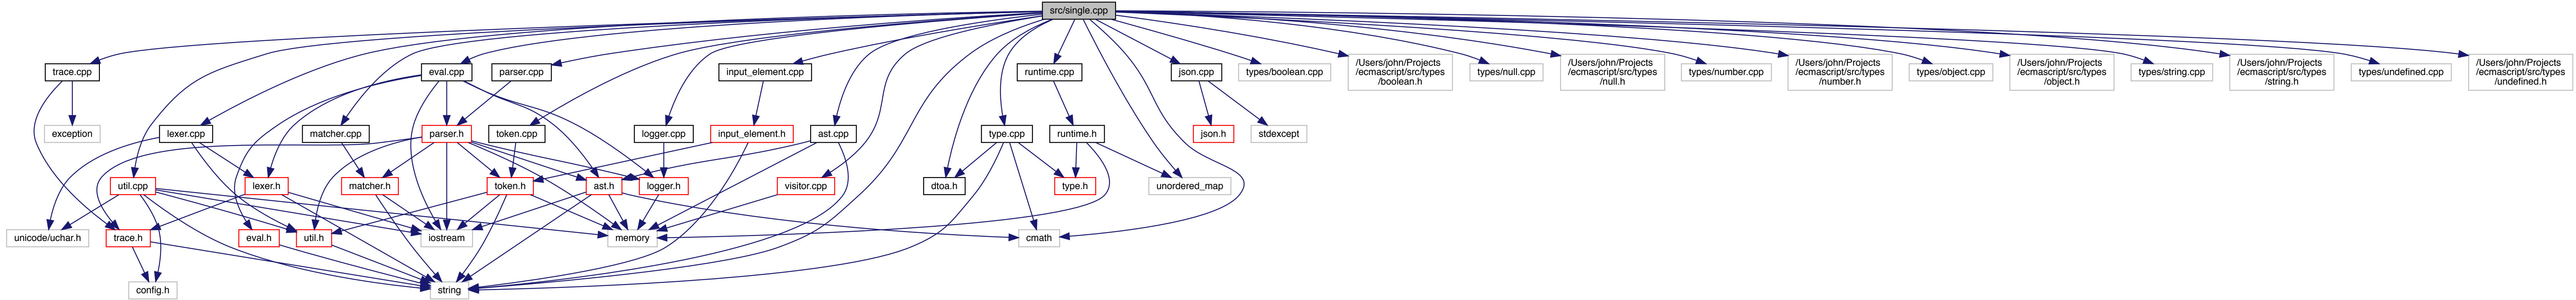 src/single.cpp
trace.cpp
eval.cpp
parser.cpp
input_element.cpp
runtime.cpp
json.cpp
types/boolean.cpp
/Users/john/Projects
/ecmascript/src/types
/boolean.h
types/null.cpp
/Users/john/Projects
/ecmascript/src/types
/null.h
types/number.cpp
/Users/john/Projects
/ecmascript/src/types
/number.h
types/object.cpp
/Users/john/Projects
/ecmascript/src/types
/object.h
types/string.cpp
/Users/john/Projects
/ecmascript/src/types
/string.h
types/undefined.cpp
/Users/john/Projects
/ecmascript/src/types
/undefined.h
exception
lexer.cpp
matcher.cpp
parser.h
token.cpp
logger.cpp
input_element.h
ast.cpp
type.cpp
runtime.h
json.h
stdexcept
util.cpp
lexer.h
matcher.h
token.h
ast.h
logger.h
visitor.cpp
dtoa.h
type.h
unordered_map
unicode/uchar.h
trace.h
eval.h
util.h
iostream
memory
cmath
config.h
string